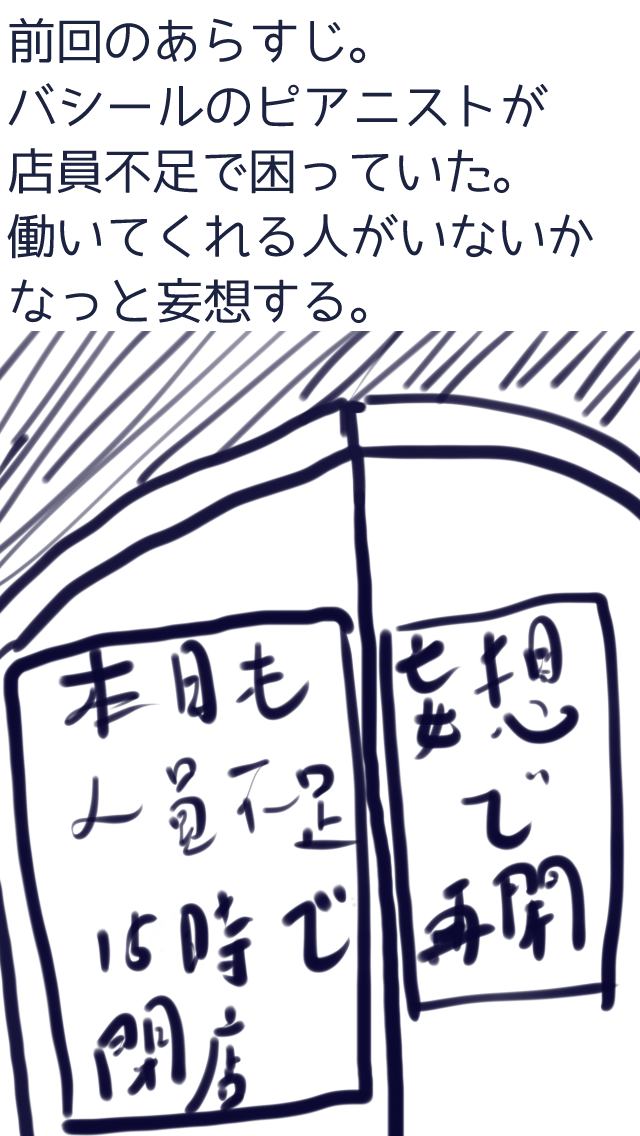 前回のあらすじ。
バシールのピアニストが
店員不足で困っていた。
働いてくれる人がいないか
なっと妄想する。
本日も
人員不足
15時で
閉店
妄想
で
再開